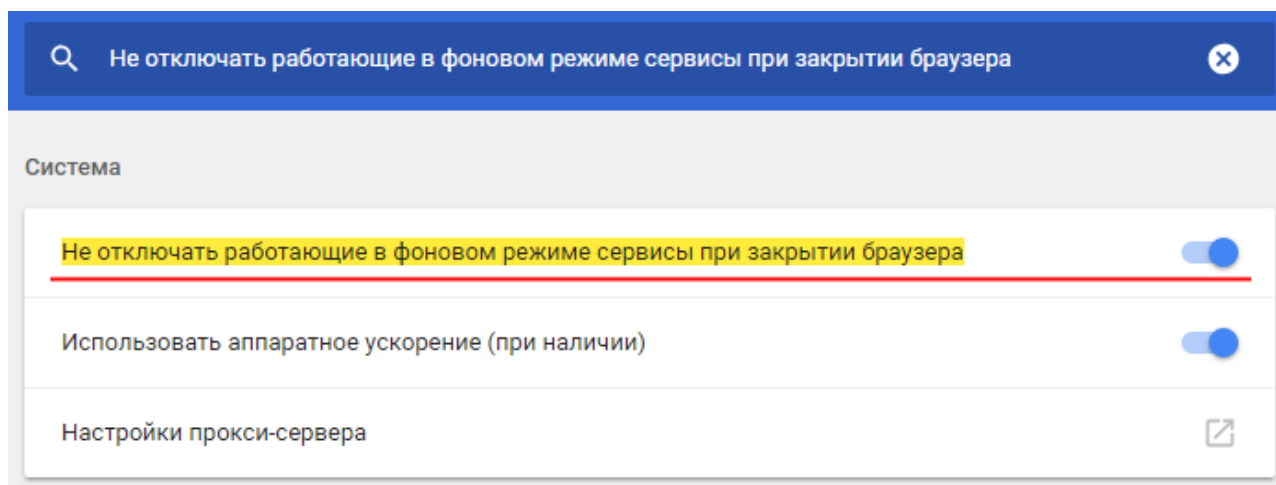 Не отключать работающие в фоновом режиме сервисы при закрытии браузера
Система
Не отключать работающие в фоновом режиме сервисы при закрытии браузера
Использовать аппаратное ускорение (при наличии)
Настройки прокси-сервера